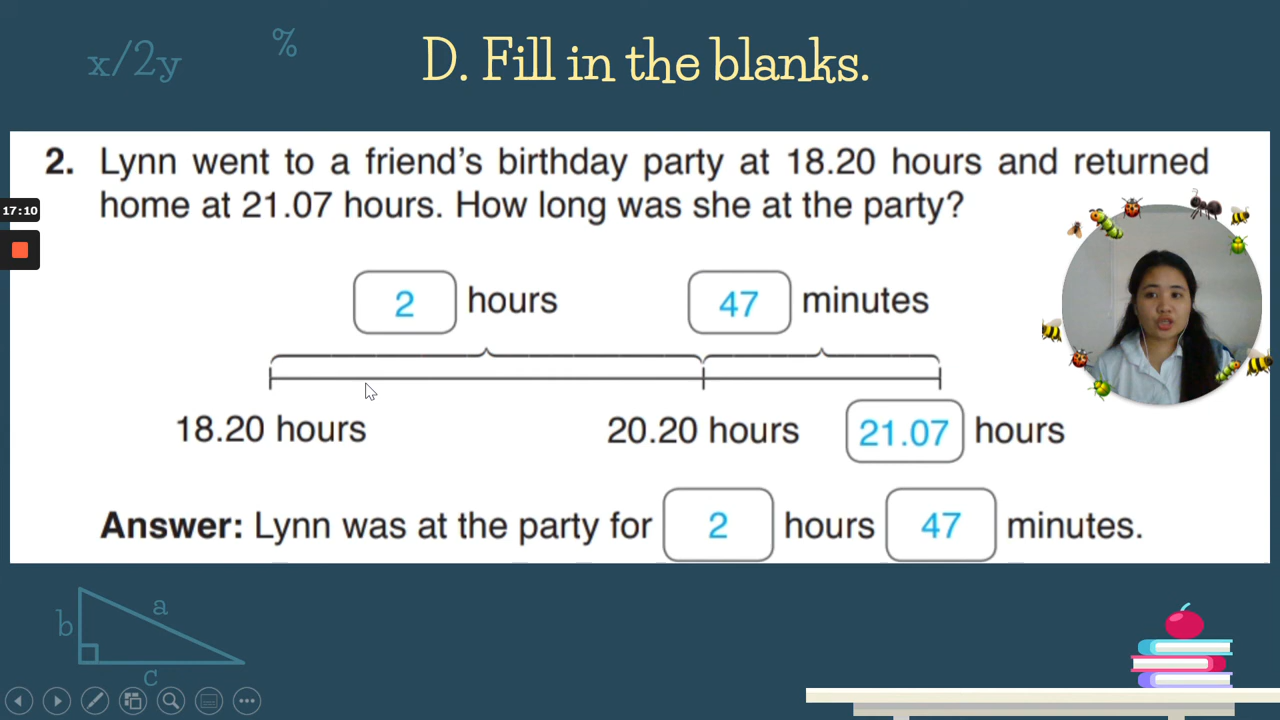 x/2y
%
D. Fill in the blanks.
2. Lynn went to a friend's birthday party at 18.20 hours and returned
home at 21.07 hours. How long was she at the party?
17:10
2 hours 47 minutes
18.20 hours 20.20 hours 21.07 hours
Answer: Lynn was at the party for 2 hours 47 minutes.
a
b
c